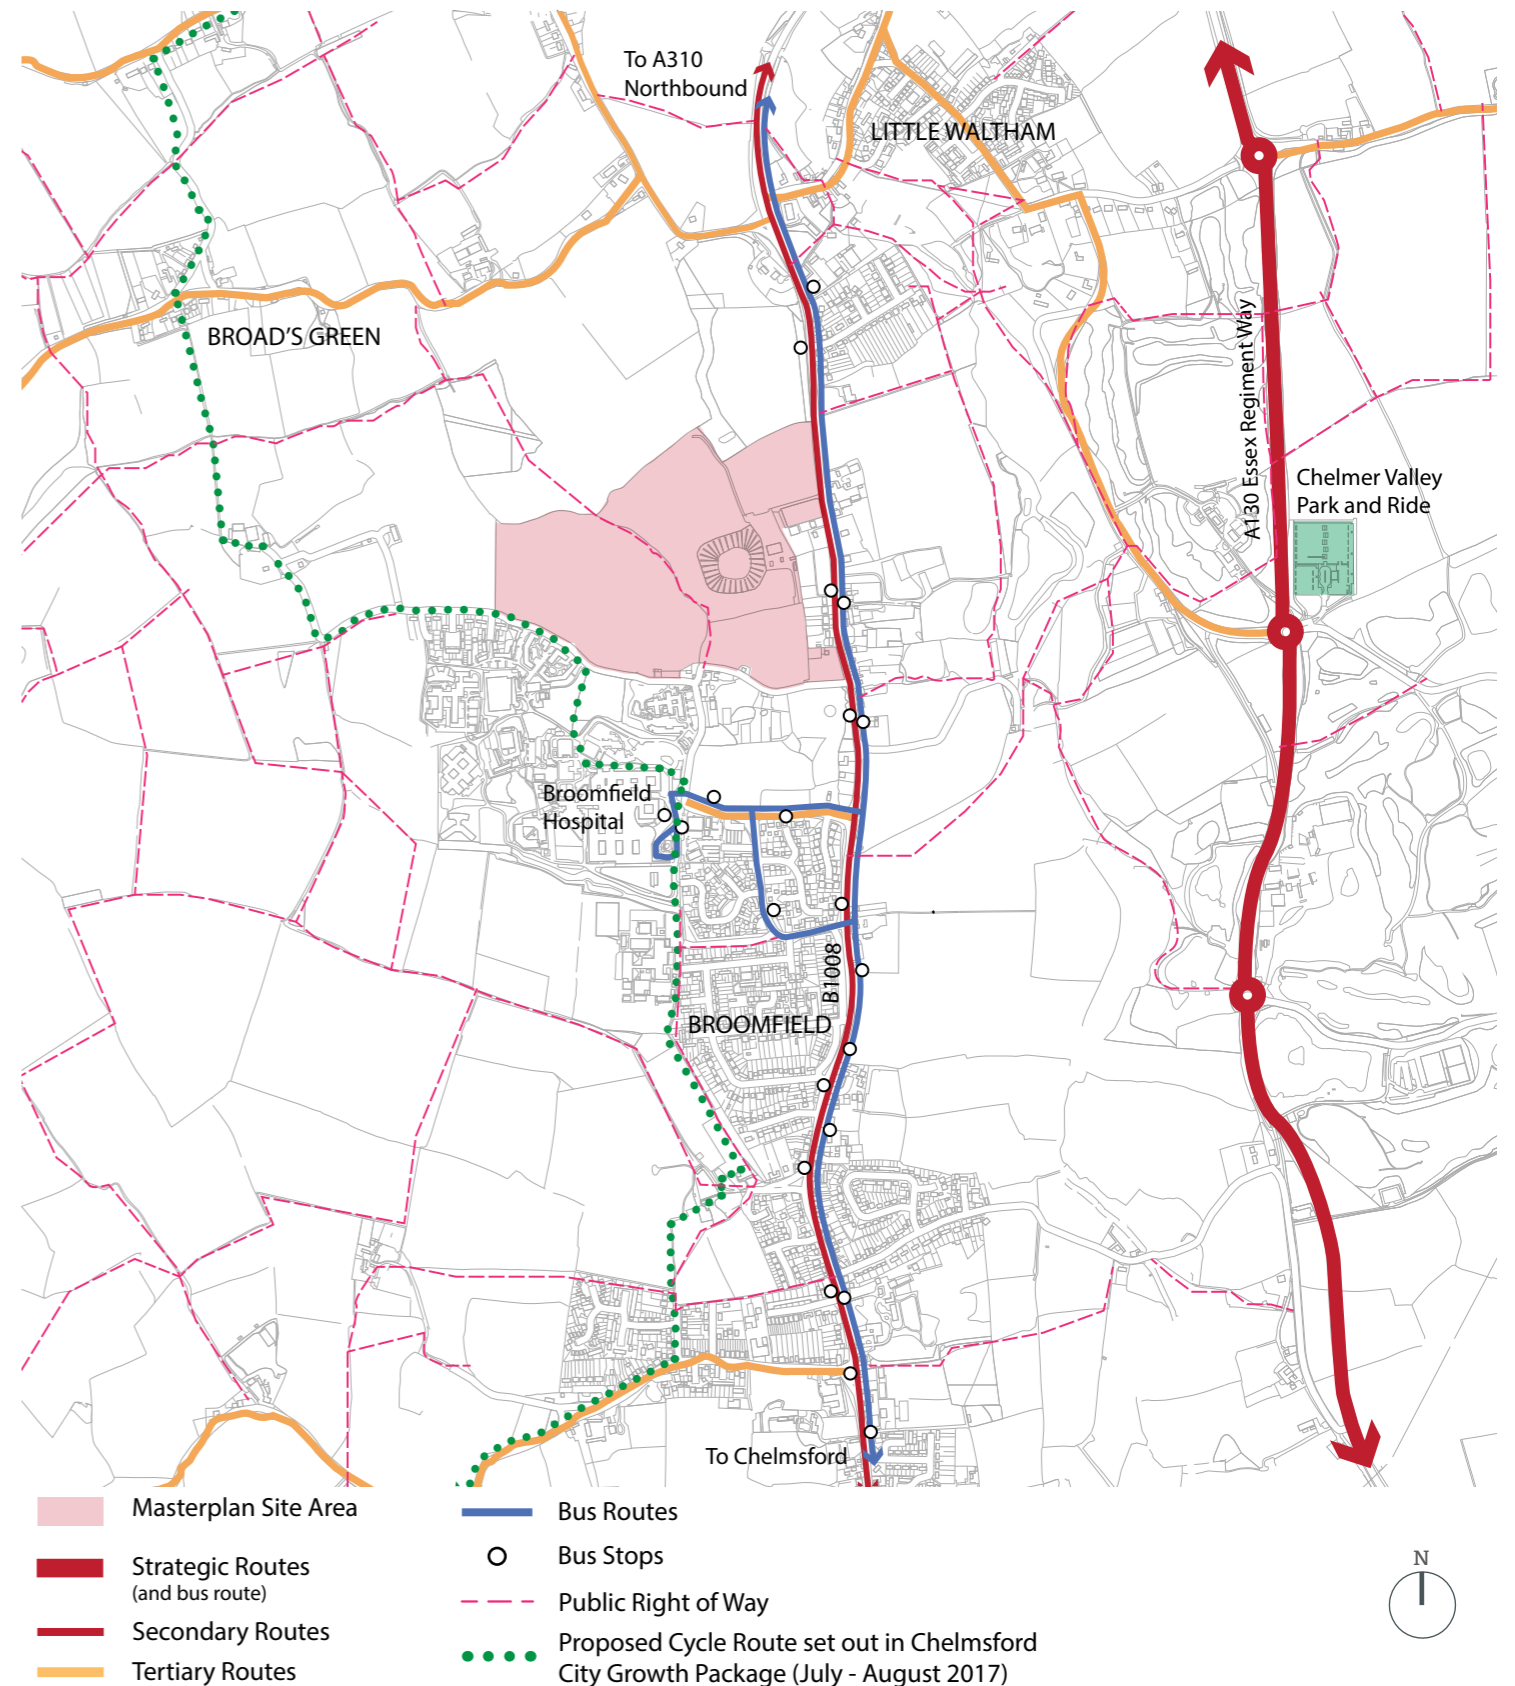 To A310
Northbound
LITTLE WALTHAM
BROAD'S GREEN
A130 Essex Regiment Way
Chelmer Valley
Park and Ride
Broomfield
Hospital
B1008
BROOMFIELD
To Chelmsford
Masterplan Site Area
Strategic Routes
(and bus route)
Secondary Routes
Tertiary Routes
Bus Routes
Bus Stops
Public Right of Way
Proposed Cycle Route set out in Chelmsford
City Growth Package (July - August 2017)
N